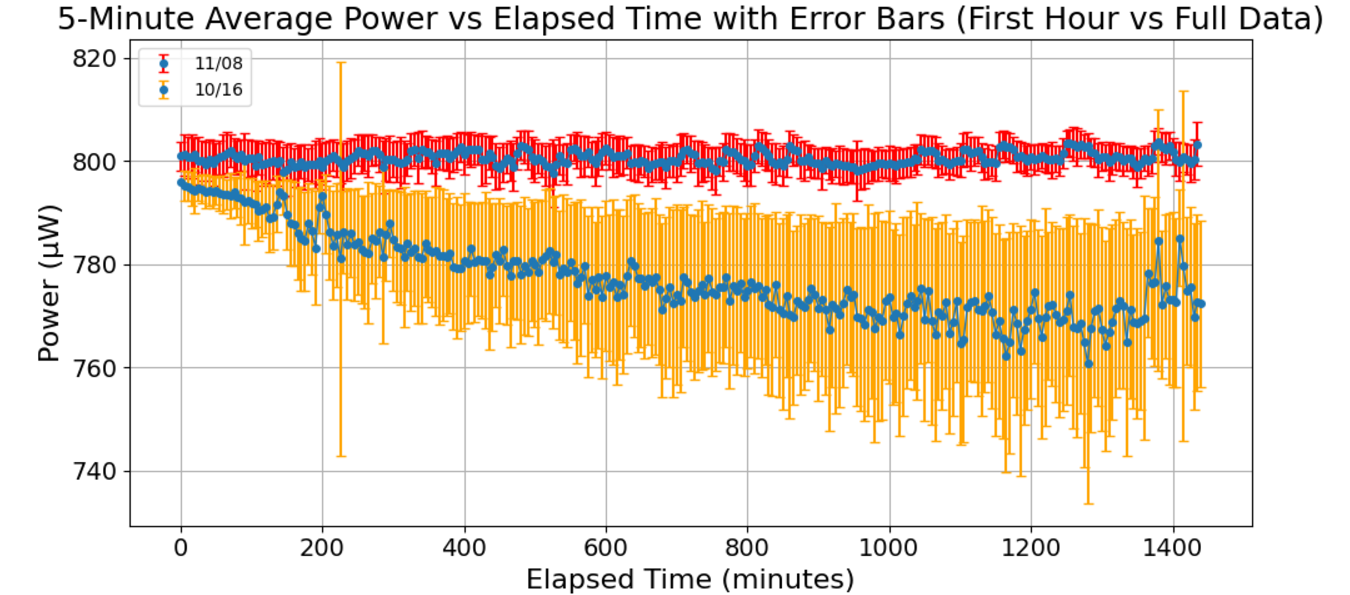 5-Minute Average Power vs Elapsed Time with Error Bars (First Hour vs Full Data)
820
11/08
10/16
800
780
760
740
Power (μW)
0 200 400 600 800 1000 1200 1400
Elapsed Time (minutes)